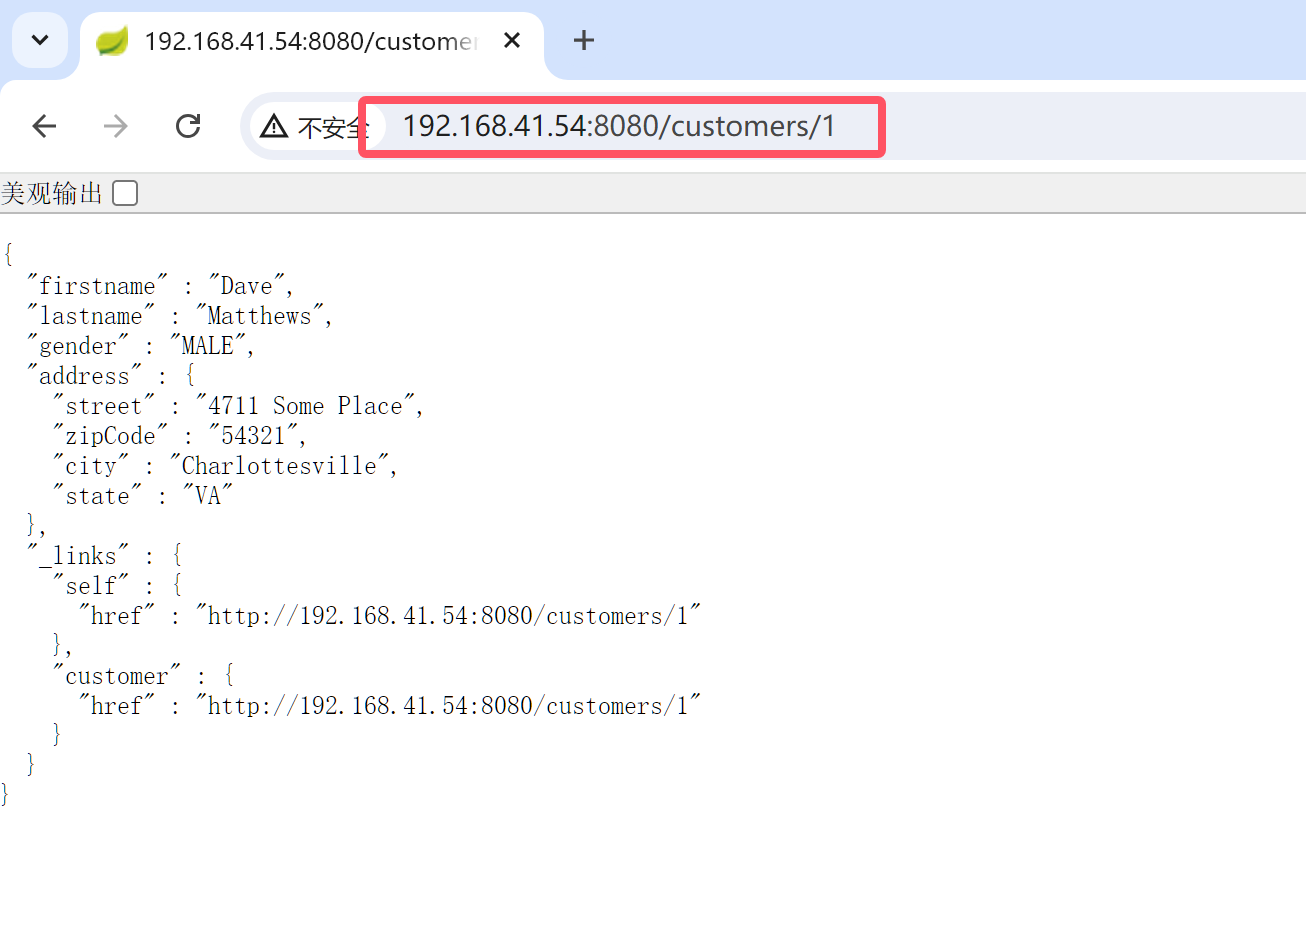 192.168.41.54:8080/custome
不安全 192.168.41.54:8080/customers/1
美观输出
{
"firstname" : "Dave",
"lastname" : "Matthews",
"gender" : "MALE",
"address" : {
"street" : "4711 Some Place",
"zipCode" : "54321",
"city" : "Charlottesville",
"state" : "VA"
},
"_links" : {
"self" : {
"href" : "http://192.168.41.54:8080/customers/1"
},
"customer" : {
"href" : "http://192.168.41.54:8080/customers/1"
}
}
}